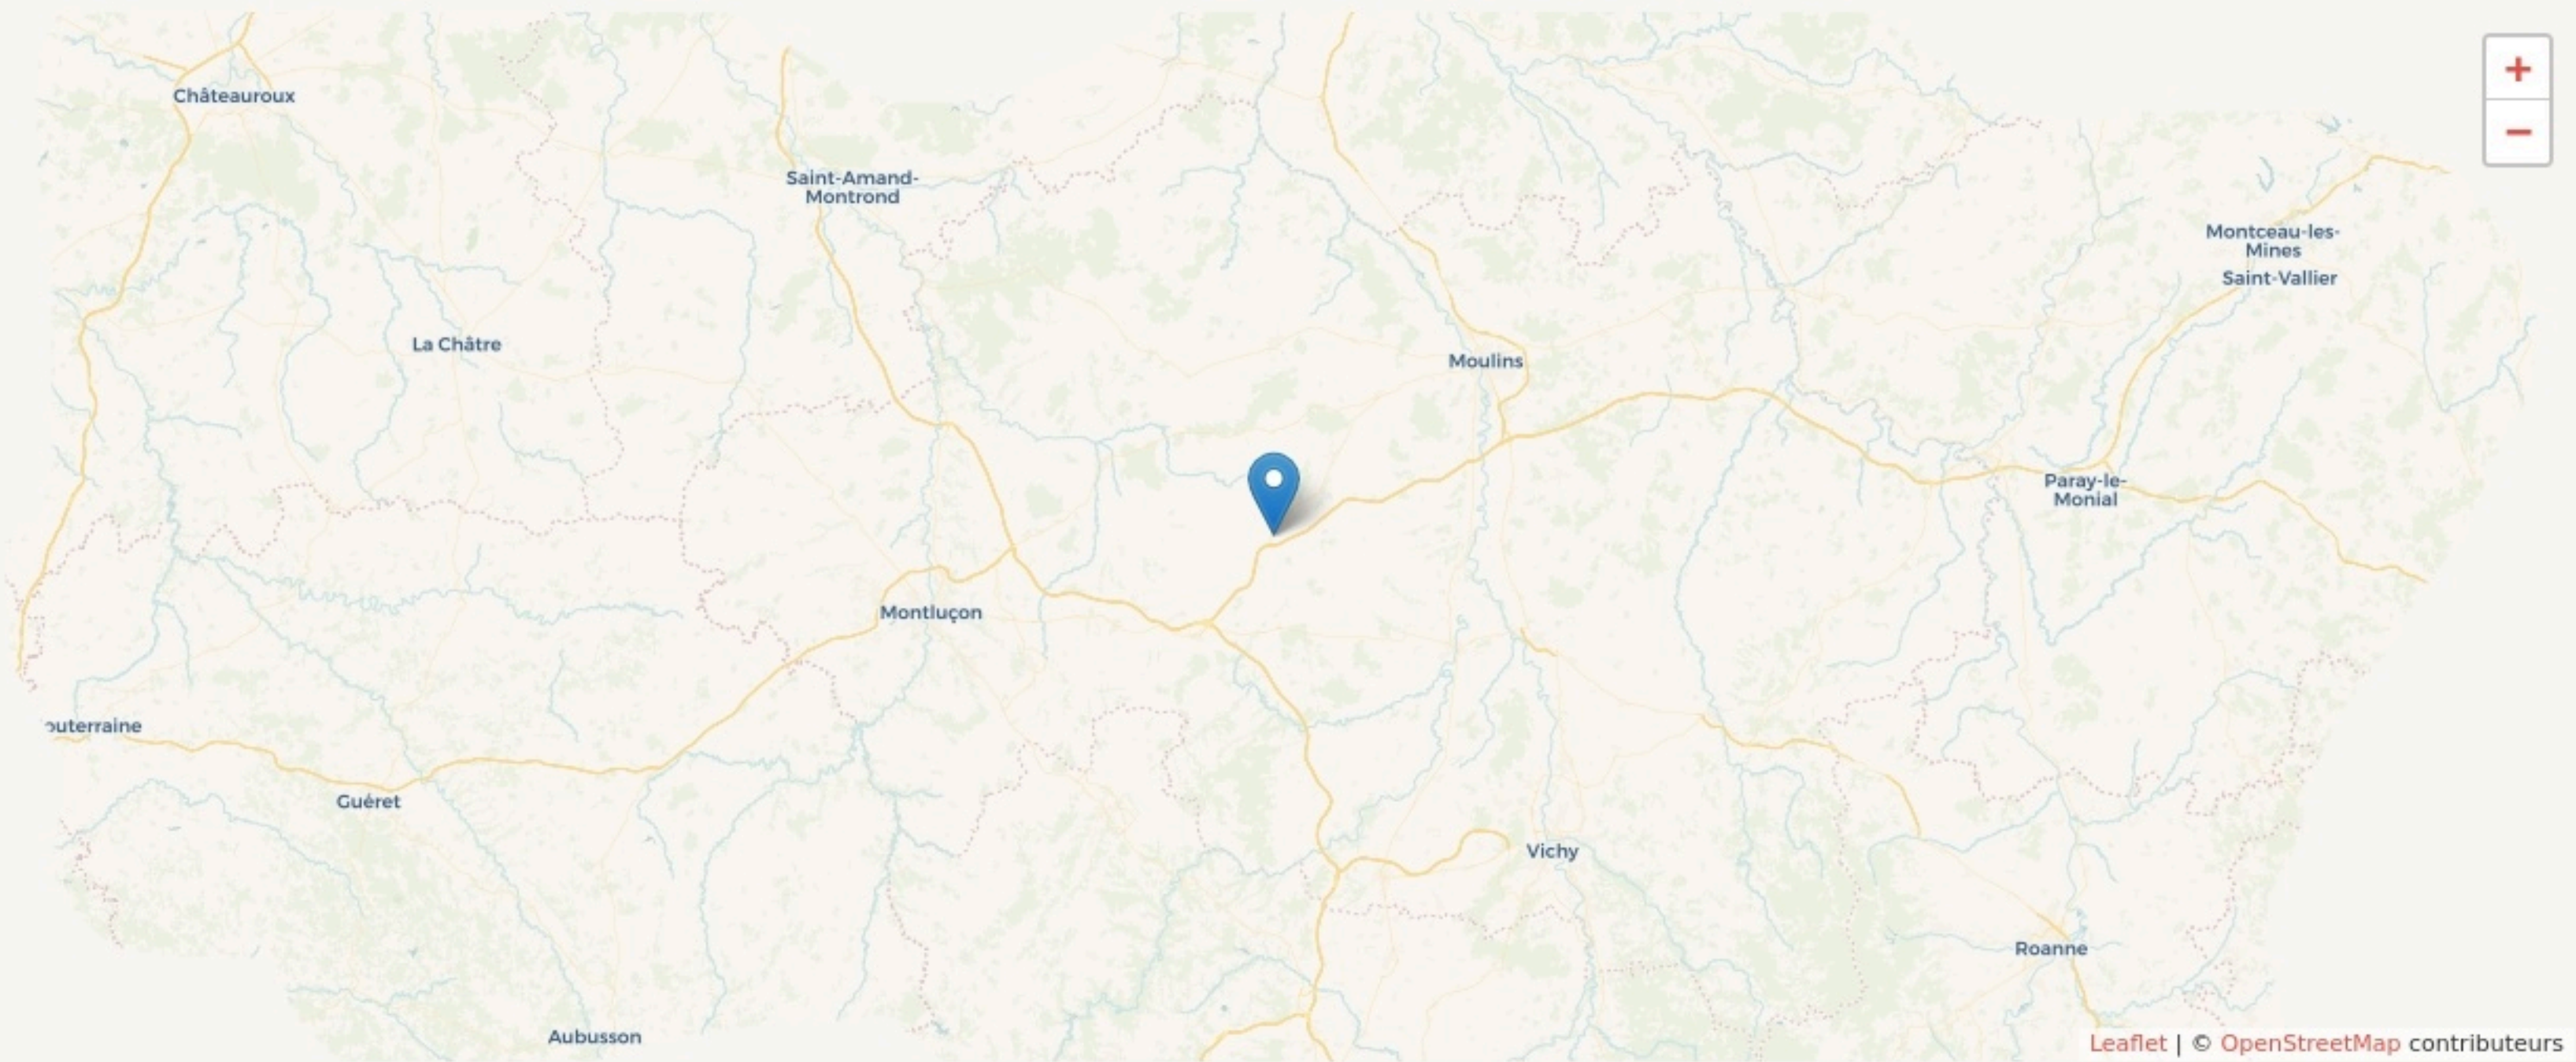 +
−
Châteauroux
Saint-Amand-
Montrond
Montceau-les-
Mines
Saint-Vallier
La Châtre
Moulins
Paray-le-
Monial
Montluçon
outerraine
Guéret
Vichy
Roanne
Aubusson
Leaflet | © OpenStreetMap contributeurs